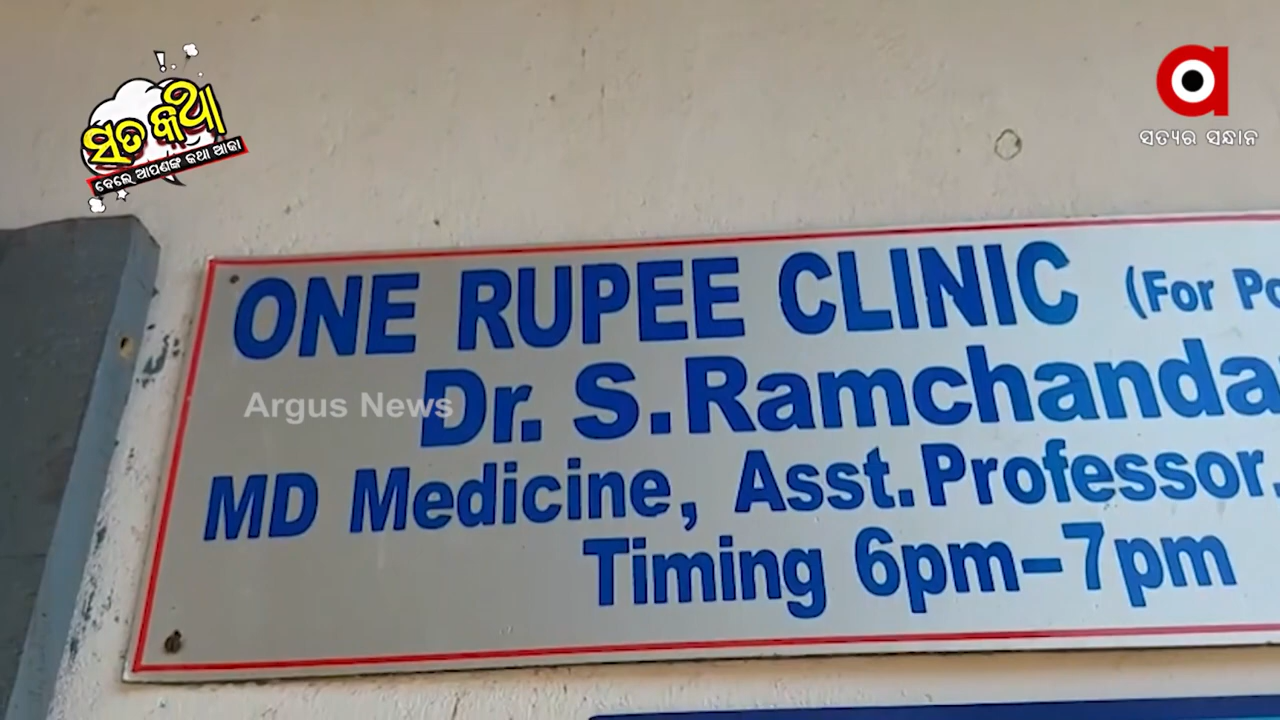 ସତ କଥା
ବେଲେ ଆପଣଙ୍କ କଥା ଆଜ୍ଞା
ସତ୍ୟର ସନ୍ଧାନ
ONE RUPEE CLINIC (For Po
Argus News
Dr. S. Ramchanda
MD Medicine, Asst. Professor.
Timing 6pm-7pm